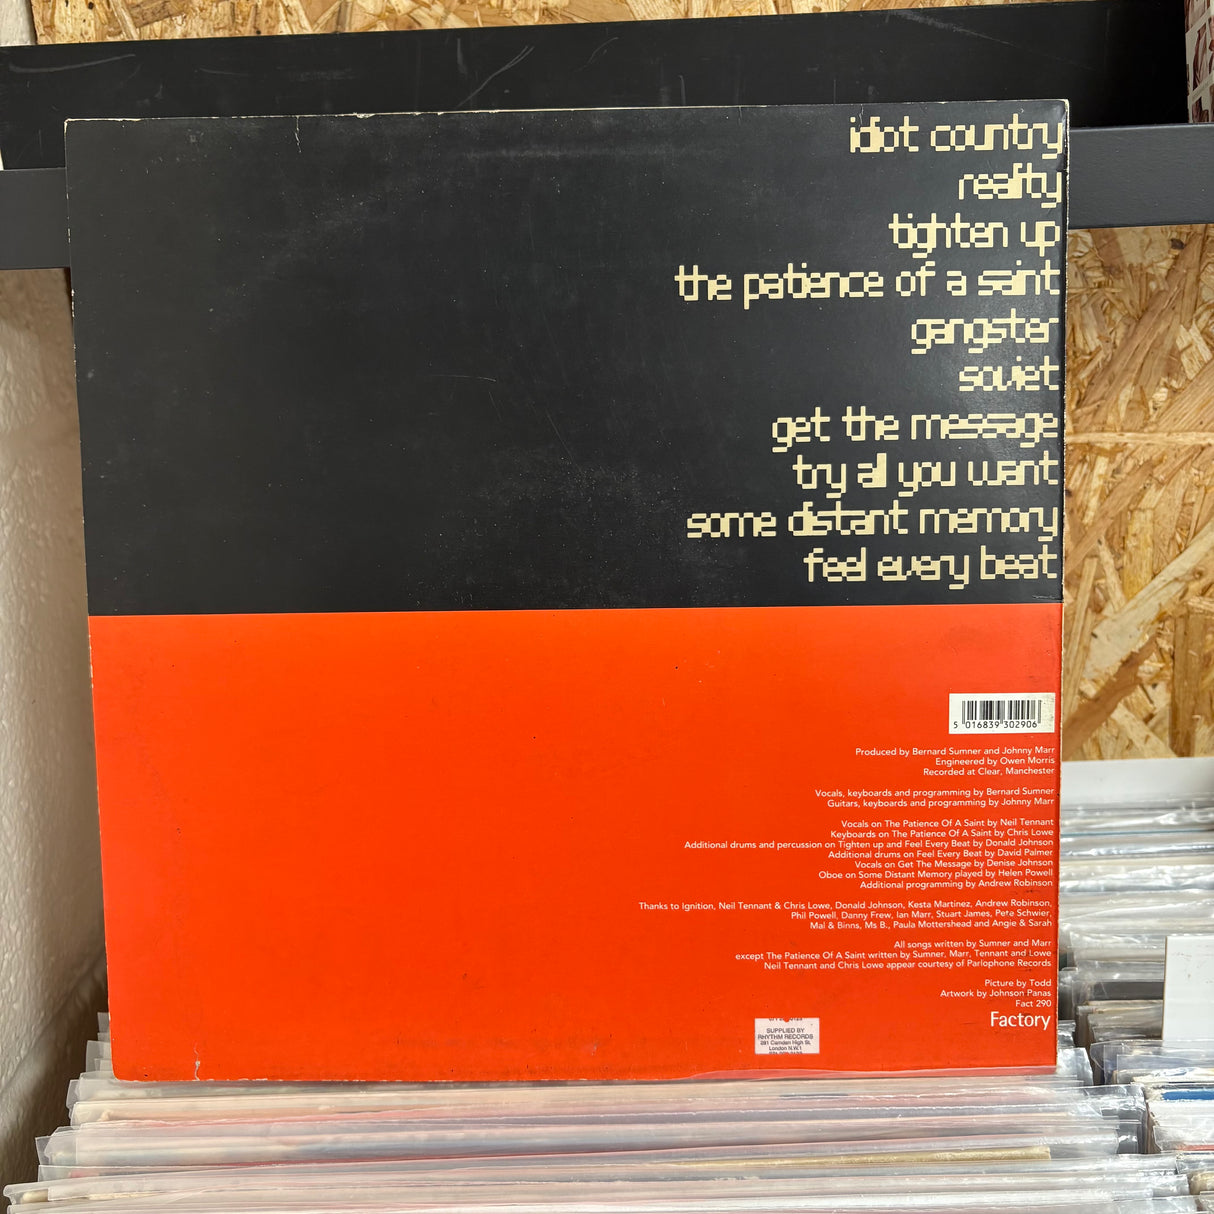 idiot country
reality
tighten up
the patience of a saint
gangster
soviet
get the message
try all you want
some distant memory
feel every beat
5 016839 302906
Produced by Bernard Sumner and Johnny Marr
Engineered by Owen Morris
Recorded at Clear, Manchester
Vocals, keyboards and programming by Bernard Sumner
Guitars, keyboards and programming by Johnny Marr
Vocals on The Patience Of A Saint by Neil Tennant
Keyboards on The Patience Of A Saint by Chris Lowe
Additional drums and percussion on Tighten up and Feel Every Beat by Donald Johnson
Additional drums on Feel Every Beat by David Palmer
Vocals on Get The Message by Denise Johnson
Oboe on Some Distant Memory played by Helen Powell
Additional programming by Andrew Robinson
Thanks to Ignition, Neil Tennant & Chris Lowe, Donald Johnson, Kesta Martinez, Andrew Robinson,
Phil Powell, Danny Frew, Ian Marr, Stuart James, Pete Schwier,
Mal & Binns, Ms B., Paula Mottershead and Angie & Sarah
All songs written by Sumner and Marr
except The Patience Of A Saint written by Sumner, Marr, Tennant and Lowe
Neil Tennant and Chris Lowe appear courtesy of Parlophone Records
Picture by Todd
Artwork by Johnson Panas
Fact 290
Factory
SUPPLIED BY
RHYTHM RECORDS
281 Camden High St.
London N.W.1